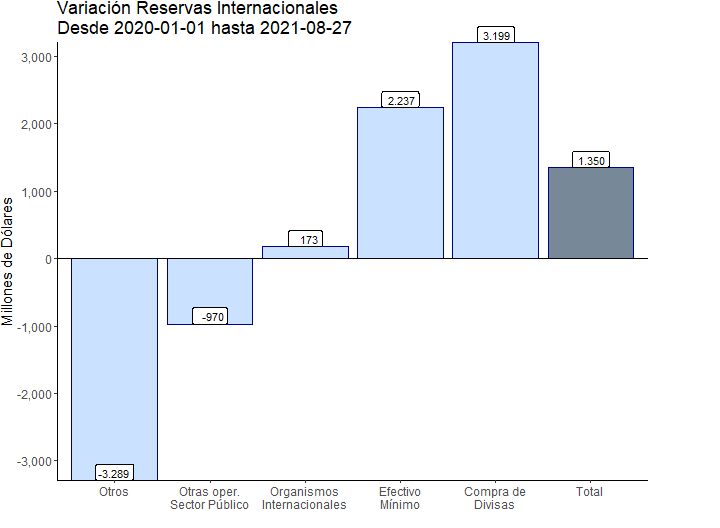 Variación Reservas Internacionales
Desde 2020-01-01 hasta 2021-08-27
Millones de Dólares
3,000
2,000
1,000
0
-1,000
-2,000
-3,000
-3.289
-970
173
2.237
3.199
1.350
Otros
Otras oper.
Sector Público
Organismos
Internacionales
Efectivo
Mínimo
Compra de
Divisas
Total